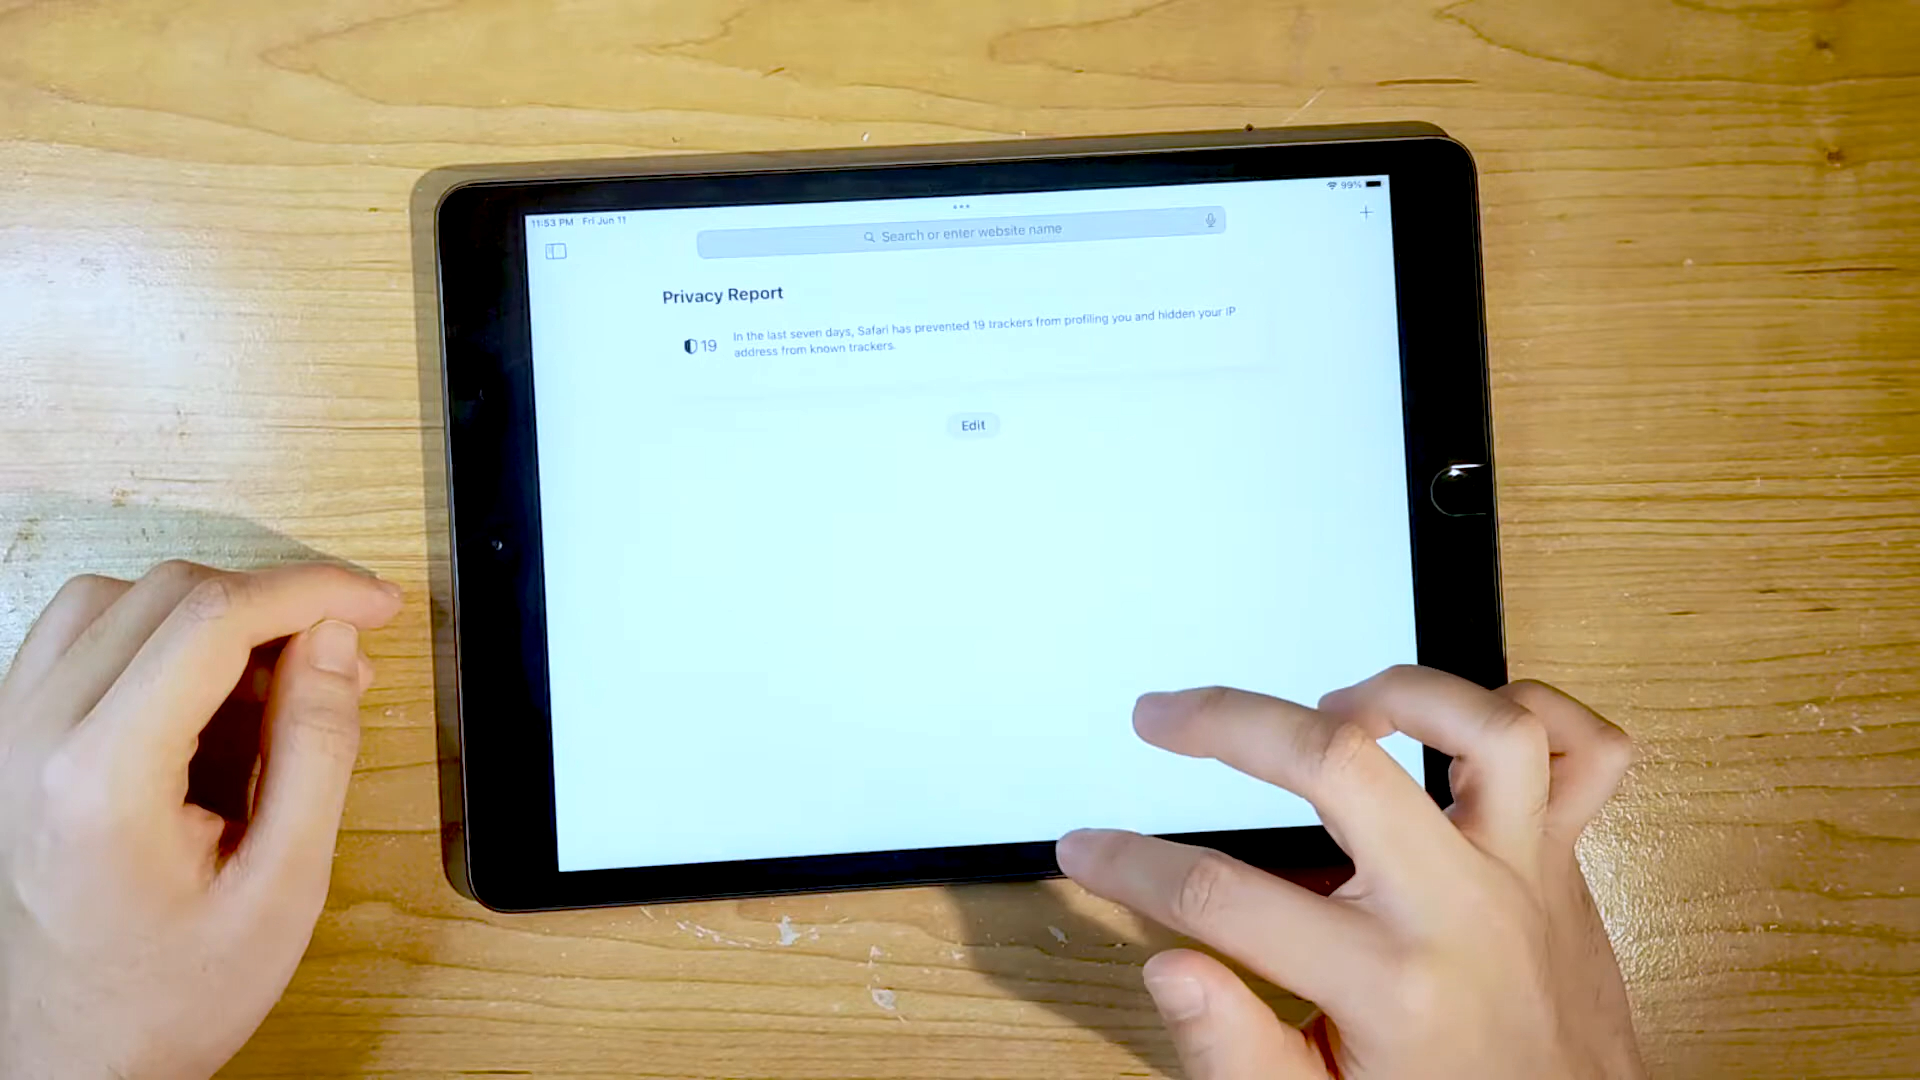 11:53 PM Fri Jun 11
99%
Search or enter website name
Privacy Report
19
In the last seven days, Safari has prevented 19 trackers from profiling you and hidden your IP
address from known trackers.
Edit